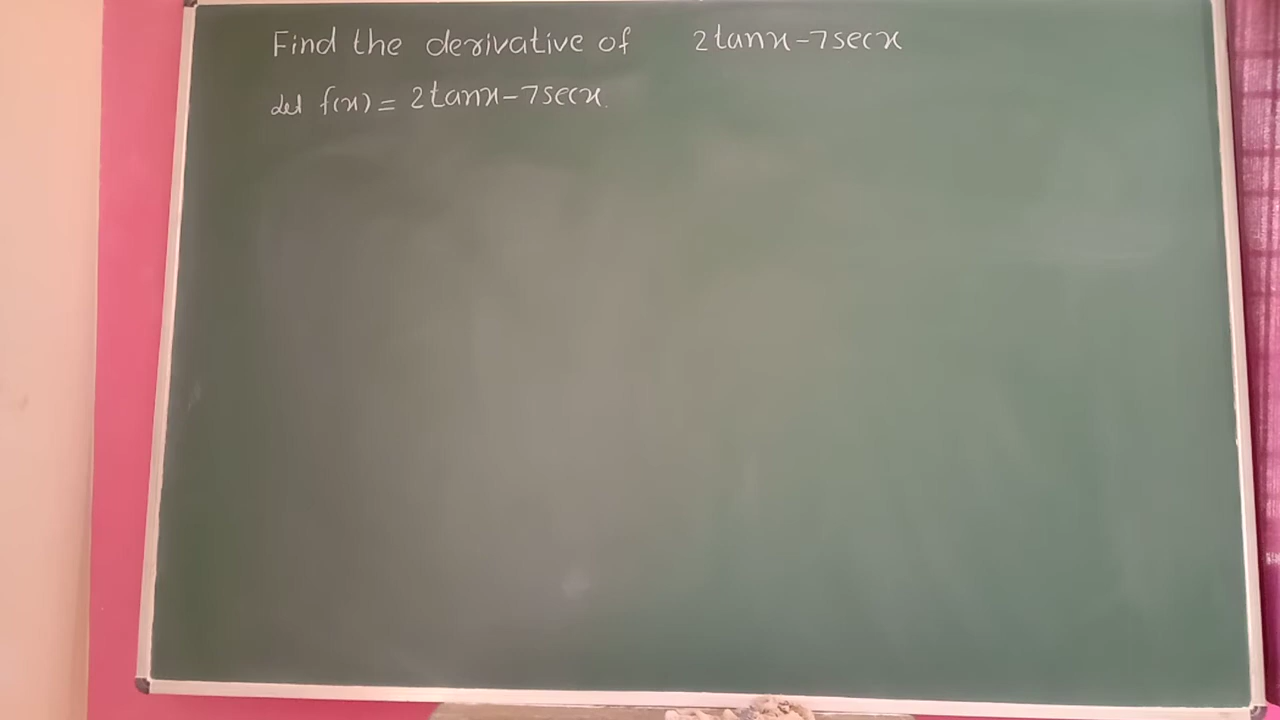 Find the derivative of 2tanx-7secx
Let f(x) = 2tanx-7secx.